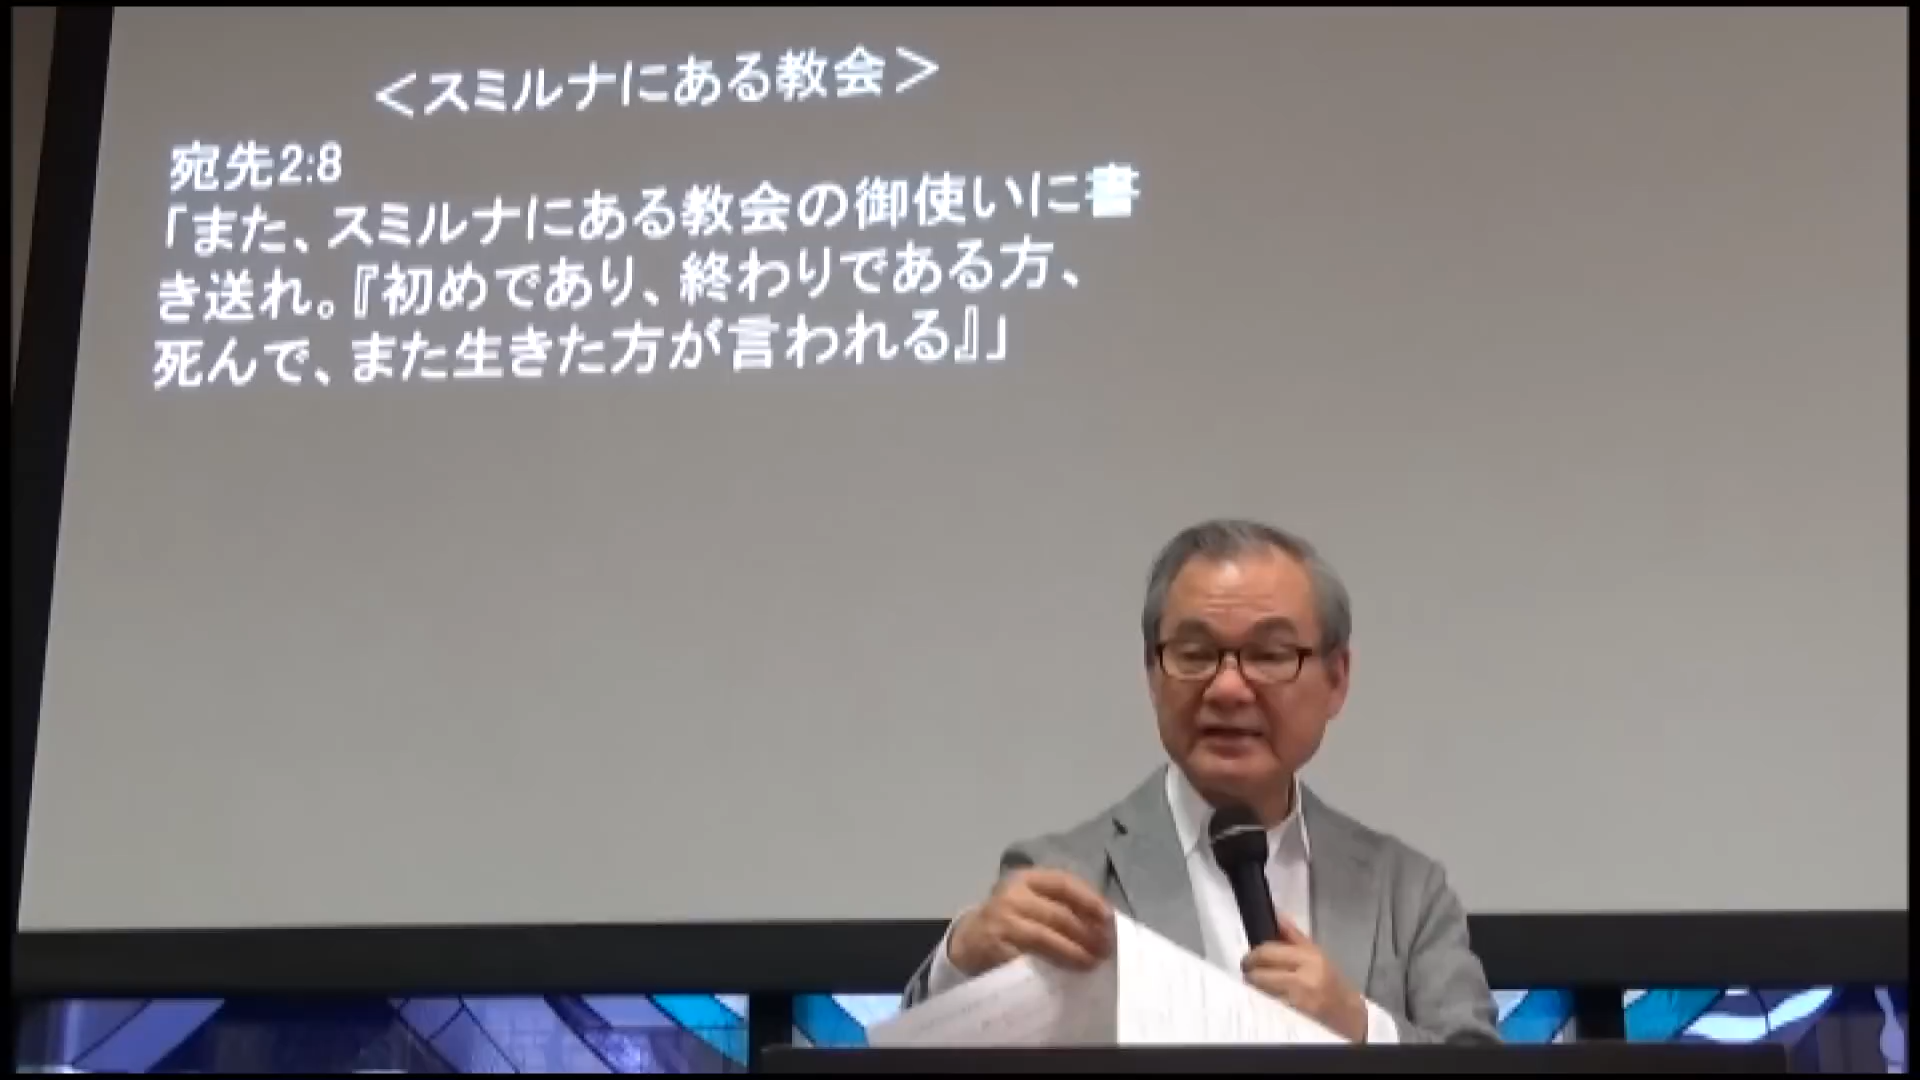 ＜スミルナにある教会＞
宛先2:8
「また、スミルナにある教会の御使いに書
き送れ。『初めであり、終わりである方、
死んで、また生きた方が言われる』」